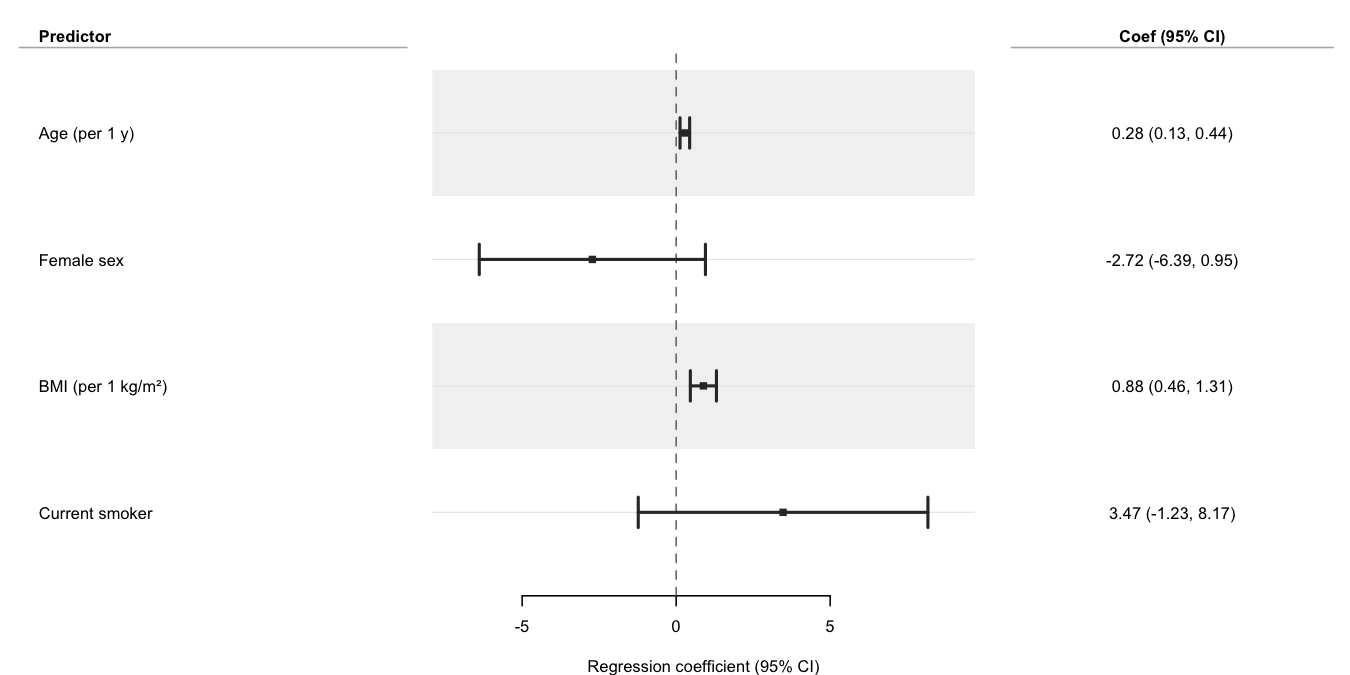 Predictor Coef (95% CI)
Age (per 1 y) 0.28 (0.13, 0.44)
Female sex -2.72 (-6.39, 0.95)
BMI (per 1 kg/m²) 0.88 (0.46, 1.31)
Current smoker 3.47 (-1.23, 8.17)
-5 0 5
Regression coefficient (95% CI)